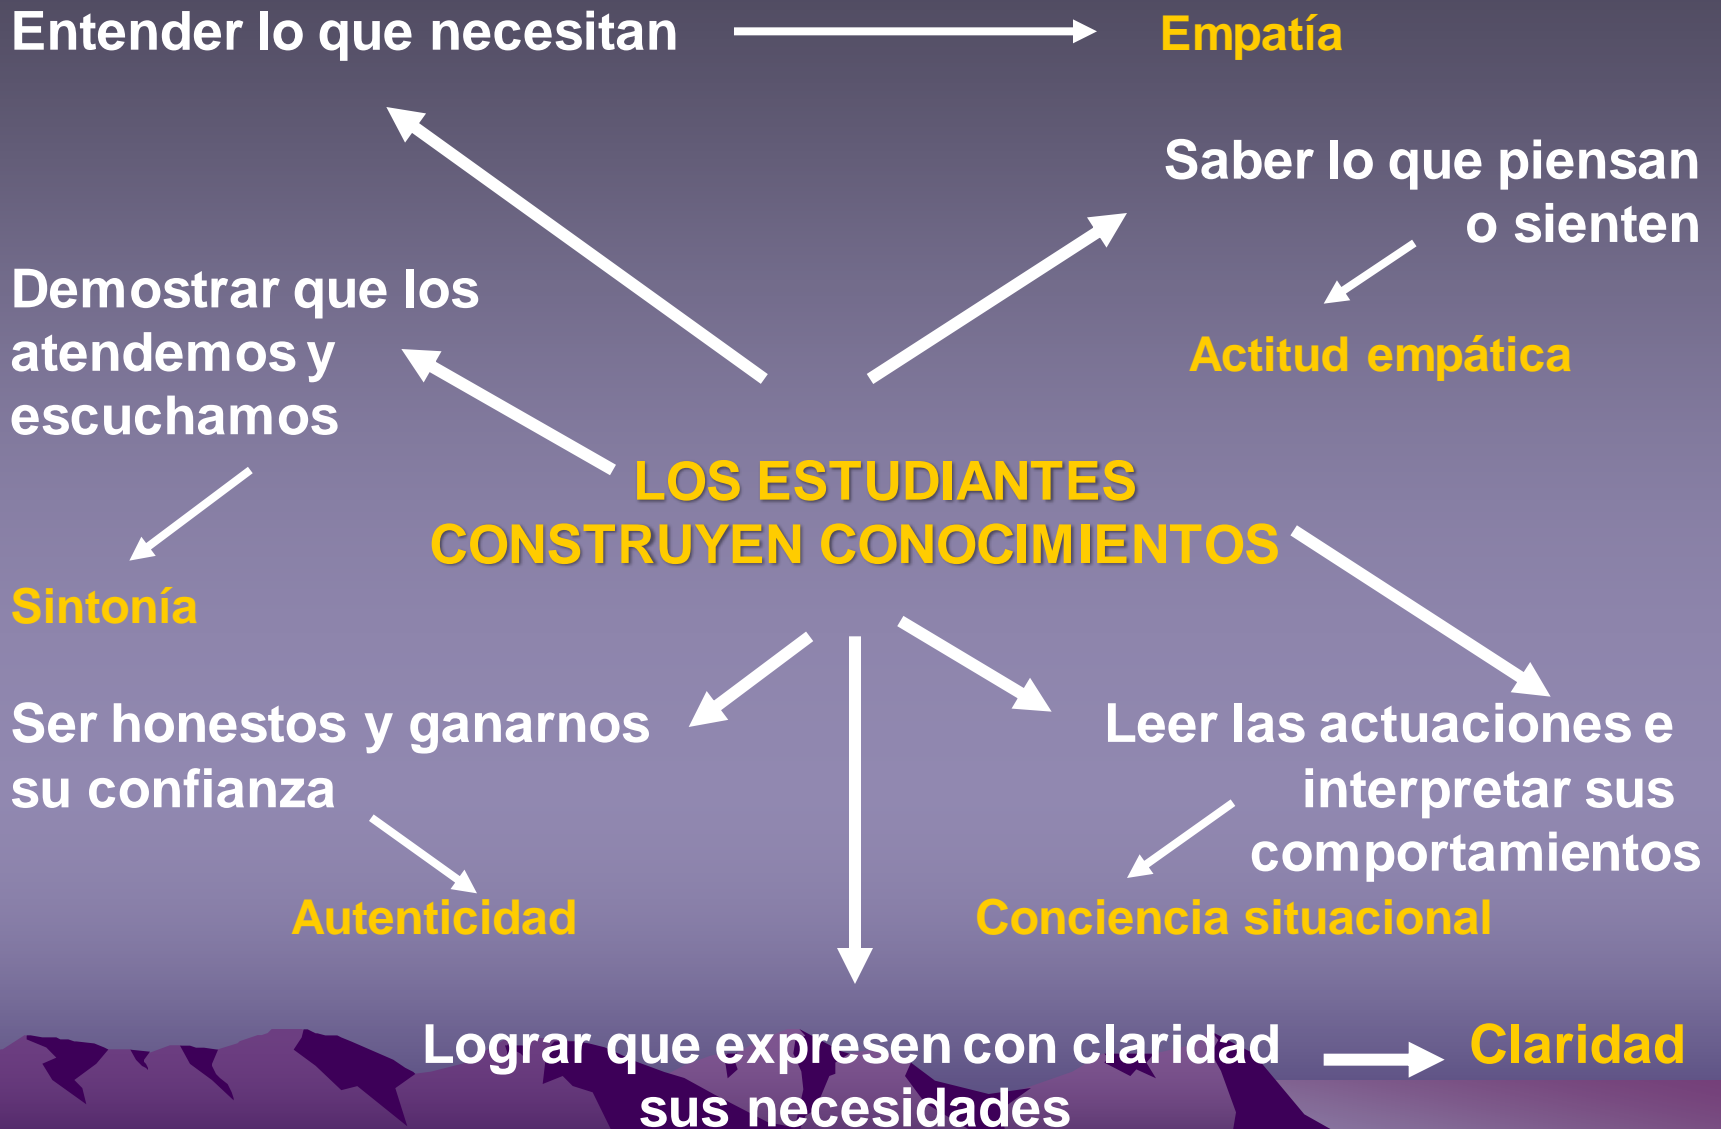 Entender lo que necesitan
Empatía
Saber lo que piensan
o sienten
Actitud empática
Demostrar que los
atendemos y
escuchamos
Sintonía
LOS ESTUDIANTES
CONSTRUYEN CONOCIMIENTOS
Ser honestos y ganarnos
su confianza
Autenticidad
Leer las actuaciones e
interpretar sus
comportamientos
Conciencia situacional
Lograr que expresen con claridad
sus necesidades
Claridad